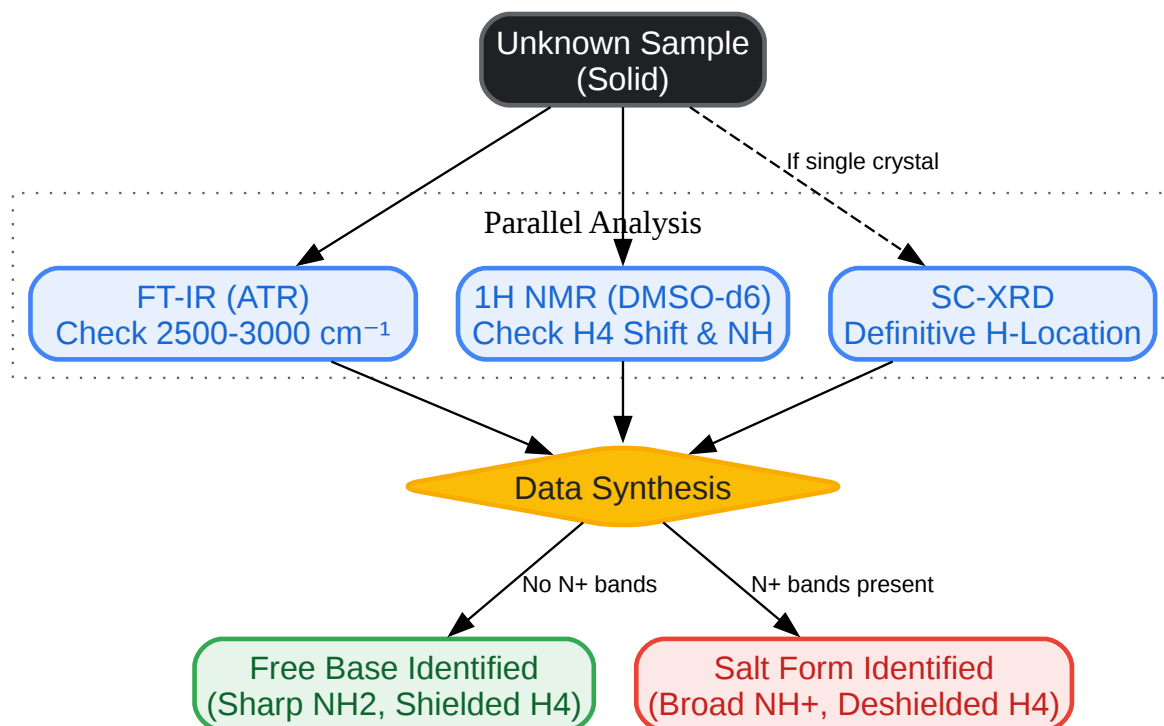 Unknown Sample
(Solid)
If single crystal
Parallel Analysis
FT-IR (ATR)
Check 2500-3000 cm⁻¹
1H NMR (DMSO-d6)
Check H4 Shift & NH
SC-XRD
Definitive H-Location
Data Synthesis
No N+ bands
N+ bands present
Free Base Identified
(Sharp NH2, Shielded H4)
Salt Form Identified
(Broad NH+, Deshielded H4)